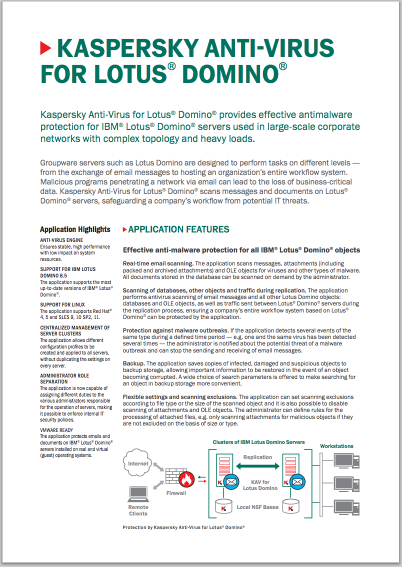 KASPERSKY ANTI-VIRUS
FOR LOTUS® DOMINO®
Kaspersky Anti-Virus for Lotus® Domino® provides effective antimalware
protection for IBM® Lotus® Domino® servers used in large-scale corporate
networks with complex topology and heavy loads.
Groupware servers such as Lotus Domino are designed to perform tasks on different levels —
from the exchange of email messages to hosting an organization's entire workflow system.
Malicious programs penetrating a network via email can lead to the loss of business-critical
data. Kaspersky Anti-Virus for Lotus® Domino® scans messages and documents on Lotus®
Domino® servers, safeguarding a company's workflow from potential IT threats.
Application Highlights
ANTI-VIRUS ENGINE
Ensures stable, high performance
with low impact on system
resources.
SUPPORT FOR IBM LOTUS
DOMINO 8.5
The application supports the most
up-to-date versions of IBM® Lotus®
Domino®.
SUPPORT FOR LINUX
The application supports Red Hat®
4, 5 and SLES 9, 10 SP2, 11.
CENTRALIZED MANAGEMENT OF
SERVER CLUSTERS
The application allows different
configuration profiles to be
created and applied to all servers,
without duplicating the settings on
every server.
ADMINISTRATOR ROLE
SEPARATION
The application is now capable of
assigning different duties to the
various administrators responsible
for the operation of servers, making
it possible to enforce internal IT
security policies.
VMWARE READY
The application protects emails and
documents on IBM® Lotus® Domino®
servers installed on real and virtual
(guest) operating systems.
APPLICATION FEATURES
Effective anti-malware protection for all IBM® Lotus® Domino® objects
Real-time email scanning. The application scans messages, attachments (including
packed and archived attachments) and OLE objects for viruses and other types of malware.
All documents stored in the database can be scanned on demand by the administrator.
Scanning of databases, other objects and traffic during replication. The application
performs antivirus scanning of email messages and all other Lotus Domino objects:
databases and OLE objects, as well as traffic sent between Lotus® Domino® servers during
the replication process, ensuring a company's entire workflow system based on Lotus®
Domino® can be protected by the application.
Protection against malware outbreaks. If the application detects several events of the
same type during a defined time period — e.g. one and the same virus has been detected
several times — the administrator is notified about the potential threat of a malware
outbreak and can stop the sending and receiving of email messages.
Backup. The application saves copies of infected, damaged and suspicious objects to
backup storage, allowing important information to be restored in the event of an object
becoming corrupted. A wide choice of search parameters is offered to make searching for
an object in backup storage more convenient.
Flexible settings and scanning exclusions. The application can set scanning exclusions
according to the type or the size of the scanned object and it is also possible to disable
scanning of attachments and OLE objects. The administrator can define rules for the
processing of attached files, e.g. only scanning attachments for malicious software if they
are not excluded on the basis of size or type.
Clusters of IBM Lotus Domino Servers
Workstations
Internet
Replication
Firewall
KAV for
Lotus Domino
Remote
Clients
Local NSF Bases
Protection by Kaspersky Anti-Virus for Lotus® Domino®